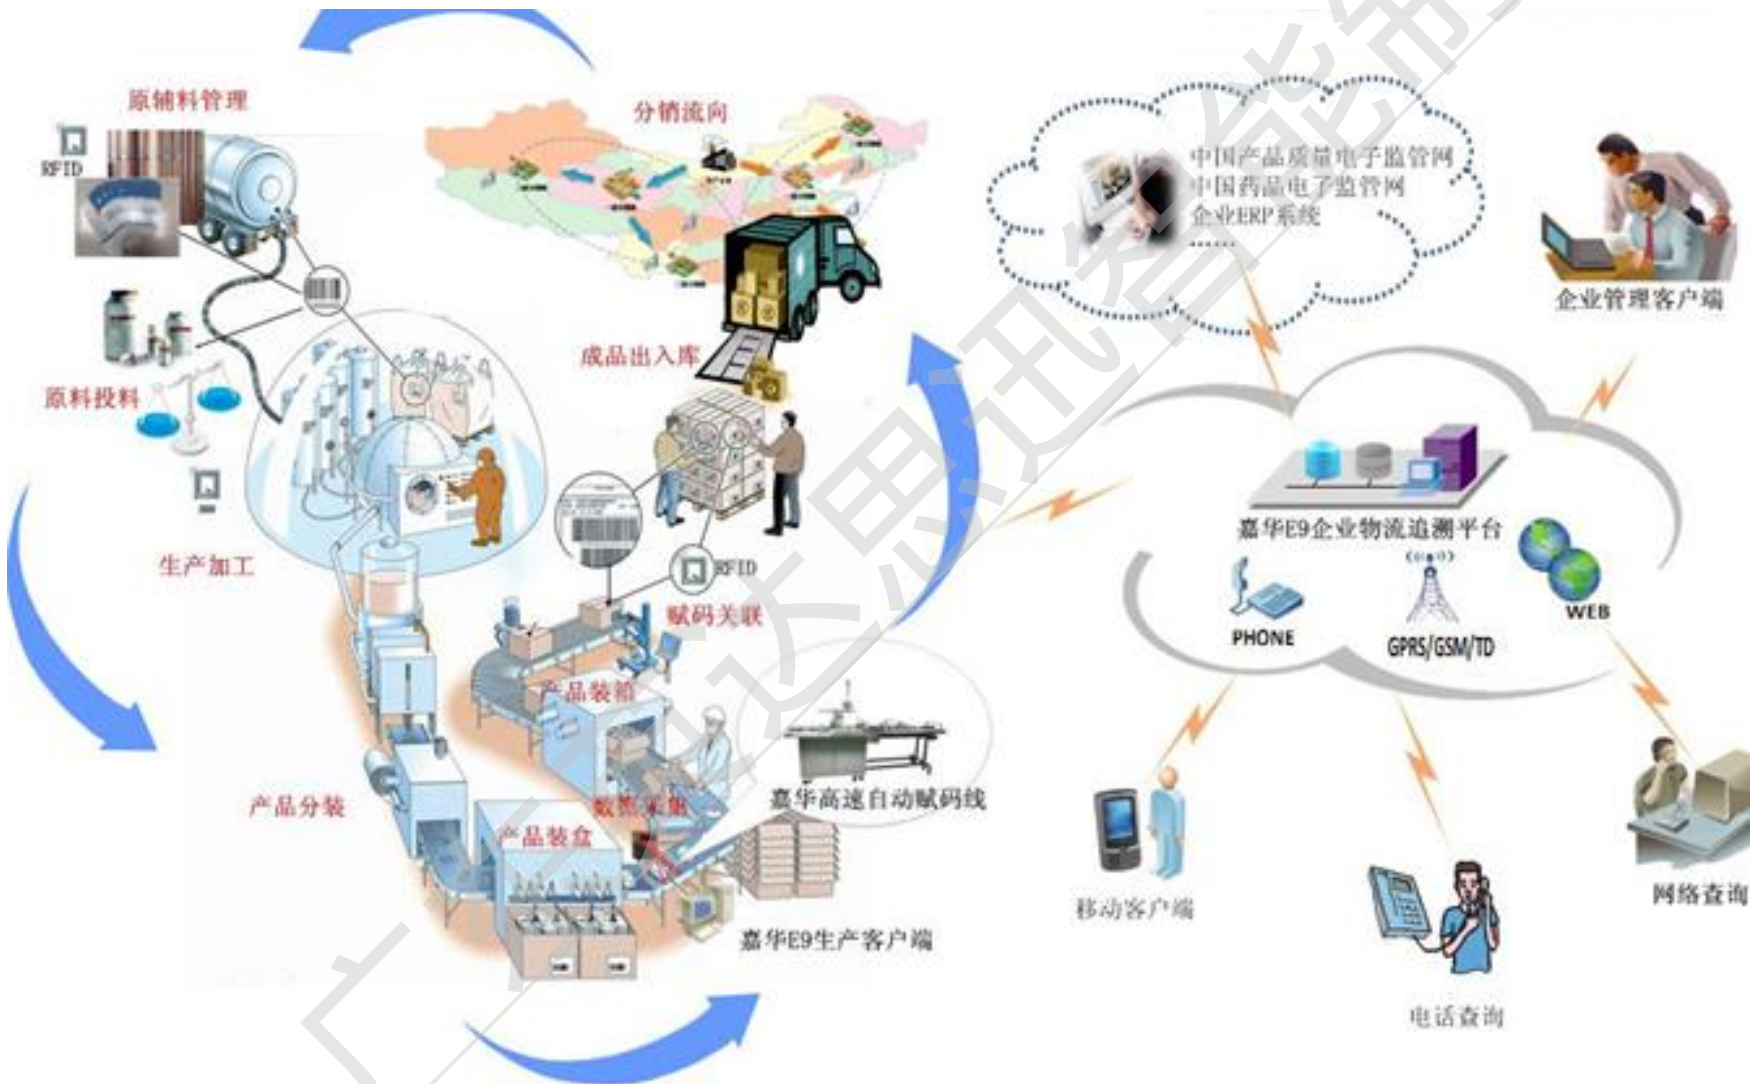 原辅料管理
RFID
原料投料
生产加工
分销流向
成品出入库
RFID
赋码关联
产品装箱
数据采集
产品分装
产品装盒
嘉华高速自动赋码线
嘉华E9生产客户端
中国产品质量电子监管网
中国药品电子监管网
企业ERP系统
......
企业管理客户端
嘉华E9企业物流追溯平台
PHONE
GPRS/GSM/TD
WEB
移动客户端
电话查询
网络查询